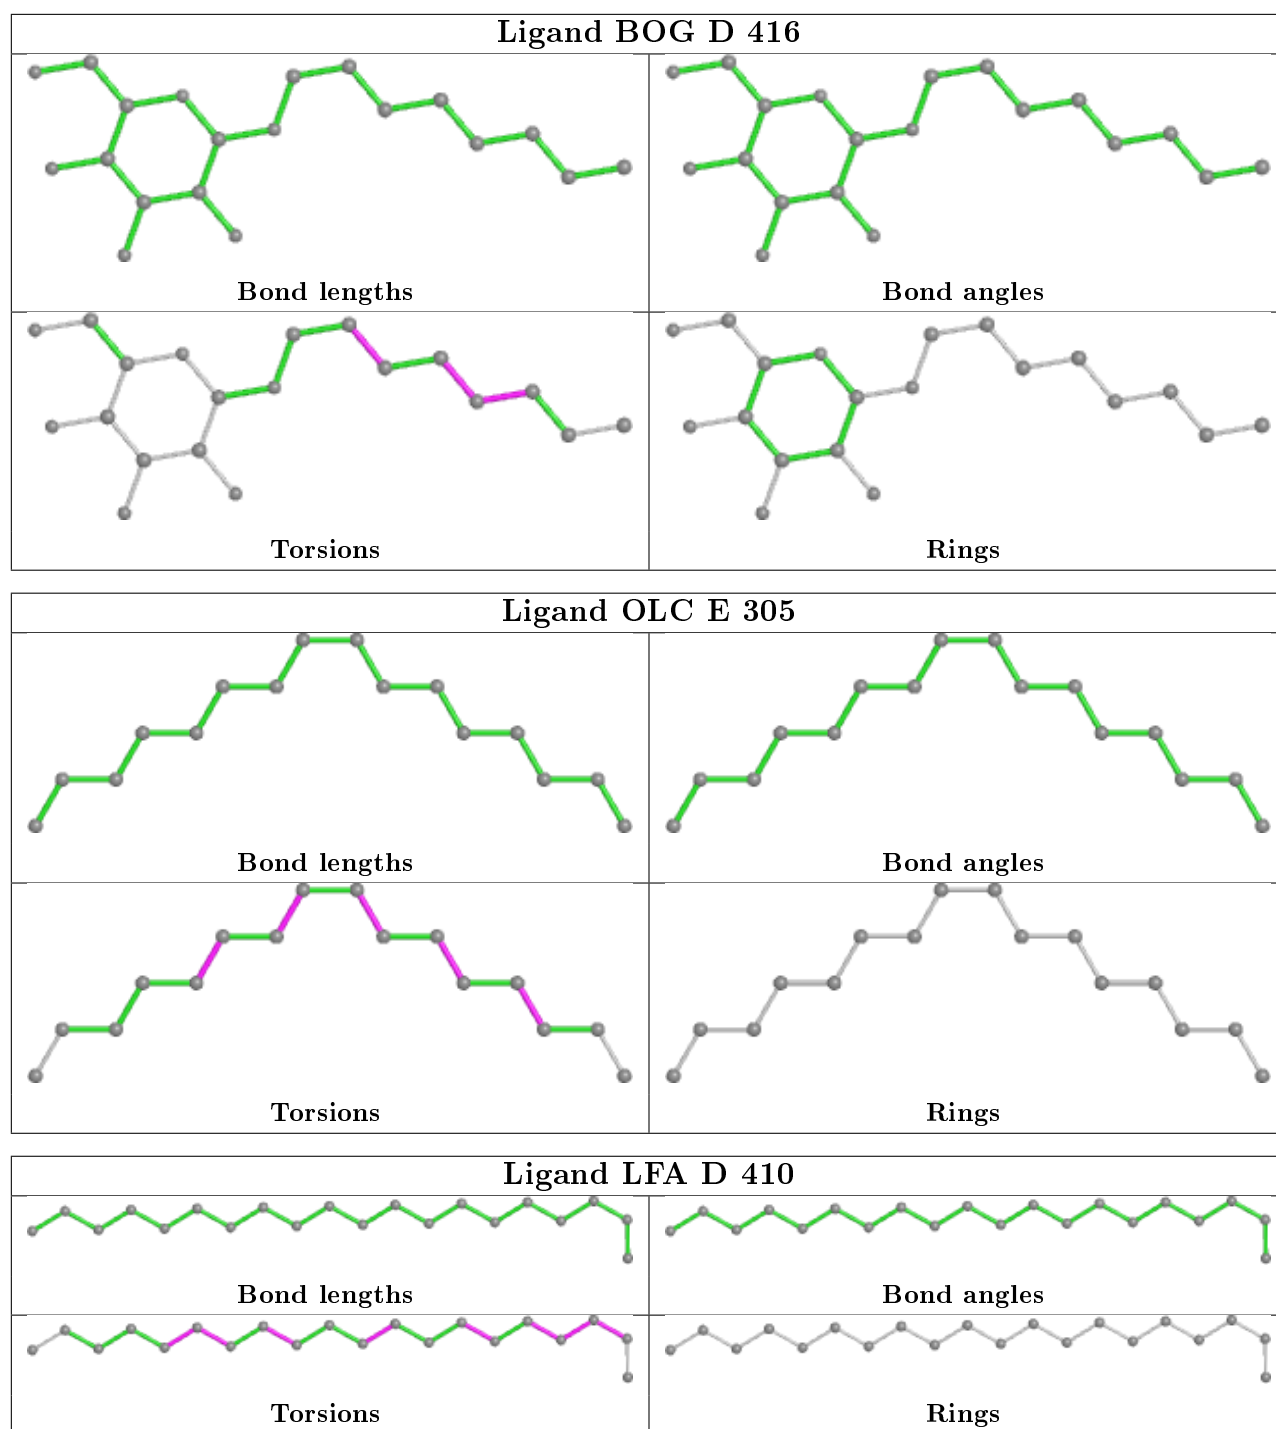 Ligand BOG D 416
Bond lengths
Bond angles
Torsions
Rings
Ligand OLC E 305
Bond lengths
Bond angles
Torsions
Rings
Ligand LFA D 410
Bond lengths
Bond angles
Torsions
Rings